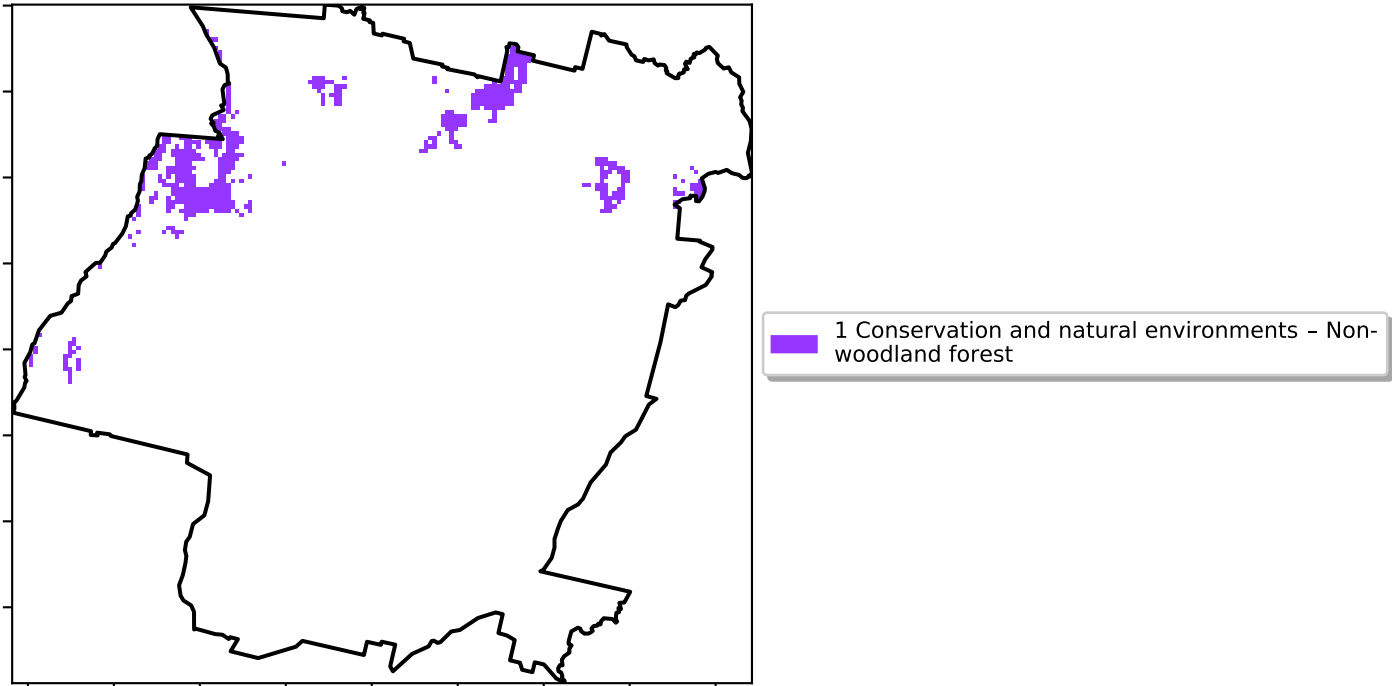 1 Conservation and natural environments – Non-
woodland forest